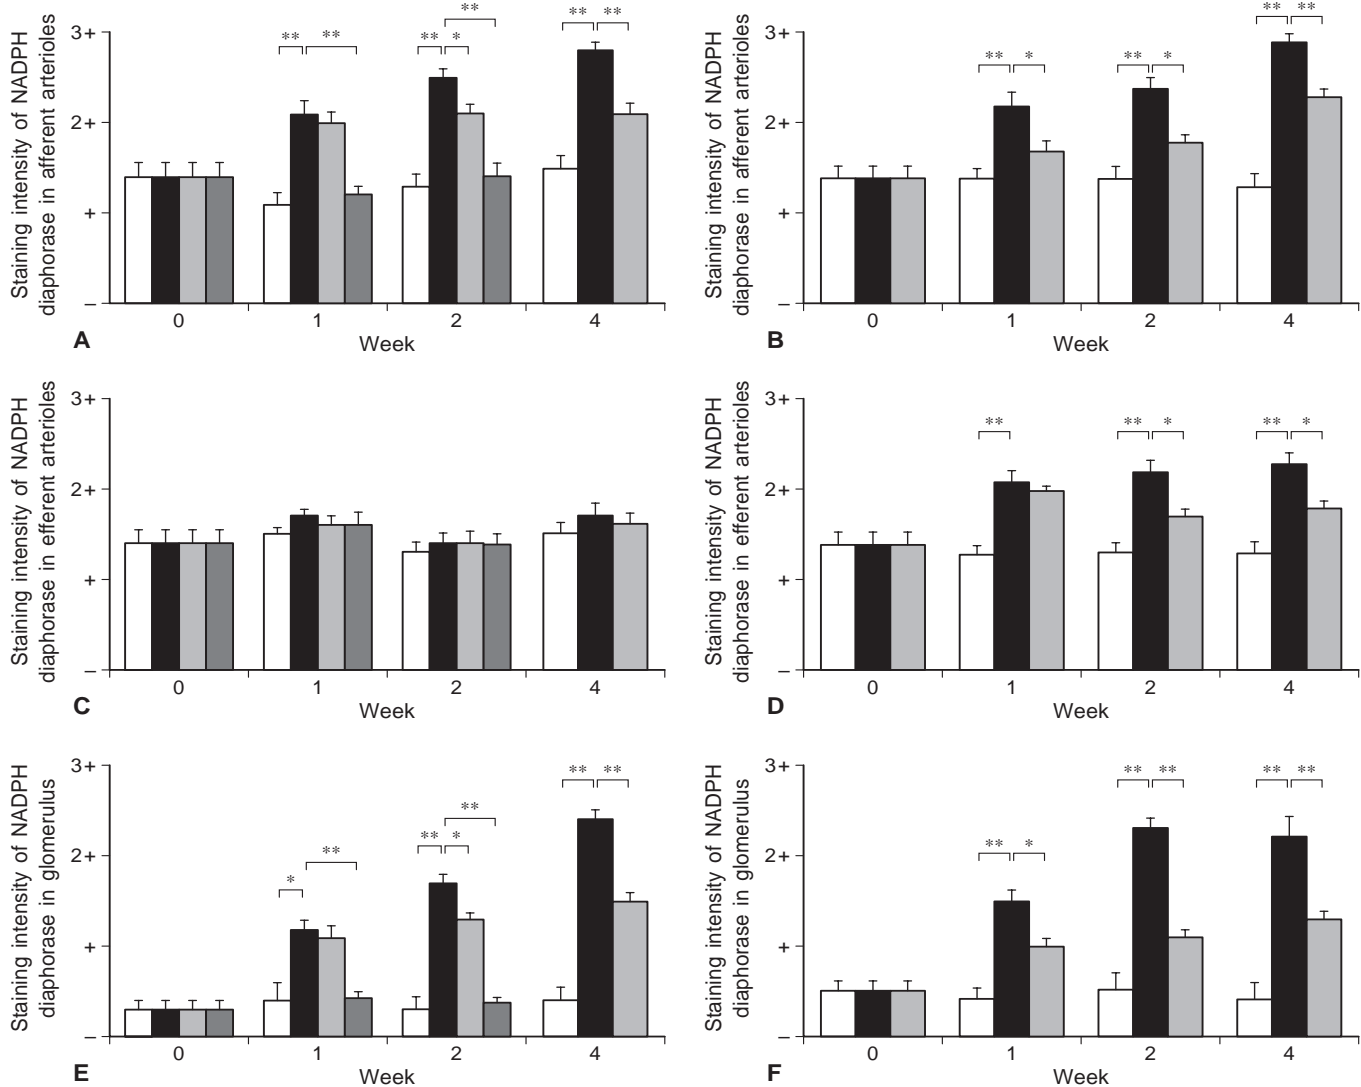 Staining intensity of NADPH
diaphorase in afferent arterioles
3+
2+
+
–
** ** ** * ** ** **
0 1 2 4
A
Week
Staining intensity of NADPH
diaphorase in afferent arterioles
3+
2+
+
–
** * ** * ** **
0 1 2 4
B
Week
Staining intensity of NADPH
diaphorase in efferent arterioles
3+
2+
+
–
0 1 2 4
C
Week
Staining intensity of NADPH
diaphorase in efferent arterioles
3+
2+
+
–
** ** * ** *
0 1 2 4
D
Week
Staining intensity of NADPH
diaphorase in glomerulus
3+
2+
+
–
* ** ** * ** ** **
0 1 2 4
E
Week
Staining intensity of NADPH
diaphorase in glomerulus
3+
2+
+
–
** * ** ** ** **
0 1 2 4
F
Week